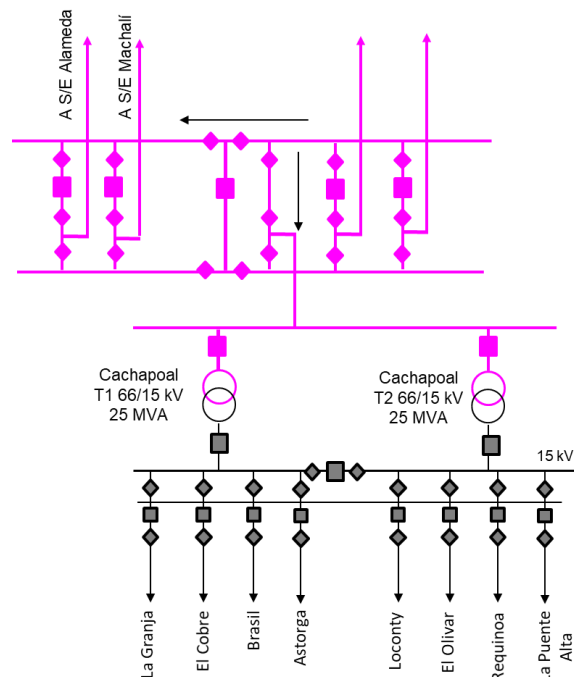 A S/E Alameda
A S/E Machalí
Cachapoal
T1 66/15 kV
25 MVA
Cachapoal
T2 66/15 kV
25 MVA
15 kV
La Granja
El Cobre
Brasil
Astorga
Loconty
El Olivar
Requinoa
La Puente
Alta